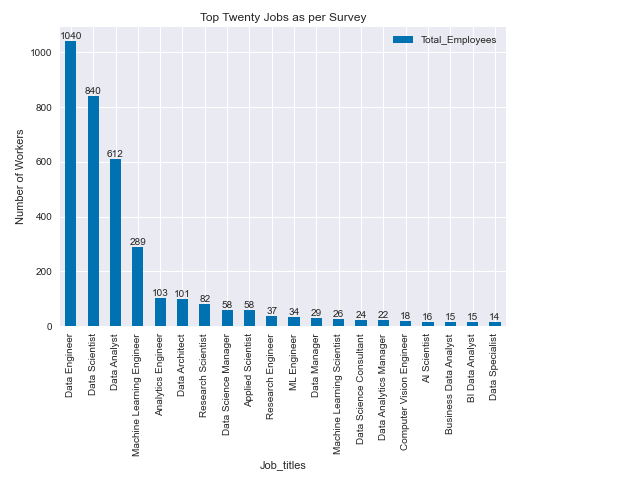 Top Twenty Jobs as per Survey
Total_Employees
Number of Workers
1000
800
600
400
200
0
1040
840
612
289
103
101
82
58
58
37
34
29
26
24
22
18
16
15
15
14
Data Engineer
Data Scientist
Data Analyst
Machine Learning Engineer
Analytics Engineer
Data Architect
Research Scientist
Data Science Manager
Applied Scientist
Research Engineer
ML Engineer
Data Manager
Machine Learning Scientist
Data Science Consultant
Data Analytics Manager
Computer Vision Engineer
AI Scientist
Business Data Analyst
BI Data Analyst
Data Specialist
Job_titles